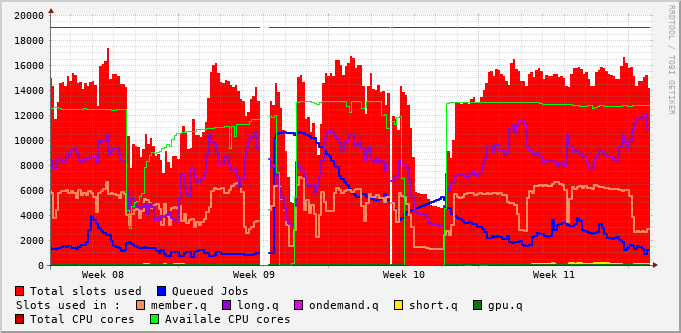 RRDTOOL / TOBI OETIKER
20000
18000
16000
14000
12000
10000
8000
6000
4000
2000
0
Week 08 Week 09 Week 10 Week 11
Total slots used Queued Jobs
Slots used in : member.q long.q ondemand.q short.q gpu.q
Total CPU cores Availale CPU cores